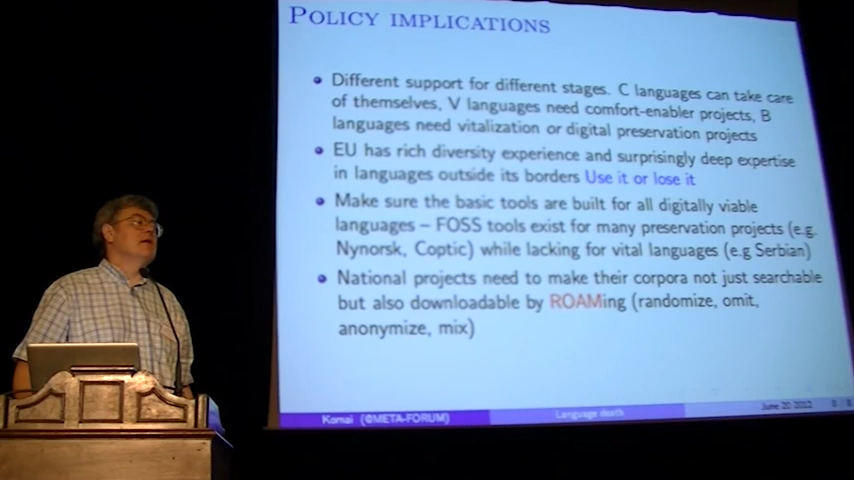 POLICY IMPLICATIONS
Different support for different stages. C languages can take care
of themselves, V languages need comfort-enabler projects, B
languages need vitalization or digital preservation projects
EU has rich diversity experience and surprisingly deep expertise
in languages outside its borders Use it or lose it
Make sure the basic tools are built for all digitally viable
languages – FOSS tools exist for many preservation projects (e.g.
Nynorsk, Coptic) while lacking for vital languages (e.g Serbian)
National projects need to make their corpora not just searchable
but also downloadable by ROAMing (randomize, omit,
anonymize, mix)
Kornai (@META-FORUM) Language death June 20 2012